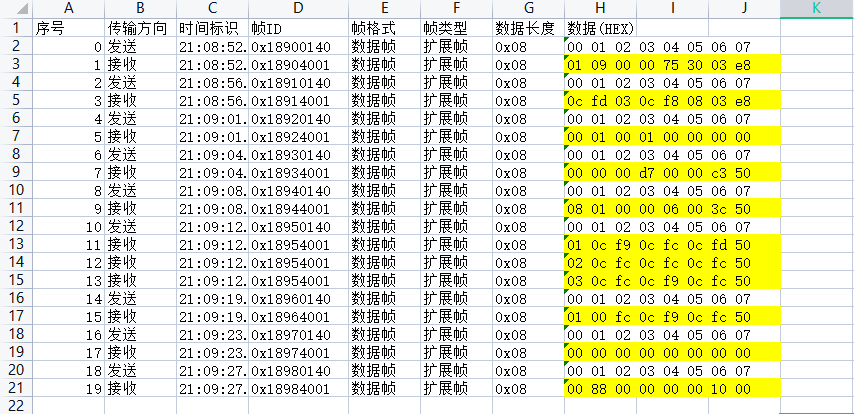 A B C D E F G H I J K
1 序号 传输方向 时间标识 帧ID 帧格式 帧类型 数据长度 数据(HEX)
2 0 发送 21:08:52. 0x18900140 数据帧 扩展帧 0x08 00 01 02 03 04 05 06 07
3 1 接收 21:08:52. 0x18904001 数据帧 扩展帧 0x08 01 09 00 00 75 30 03 e8
4 2 发送 21:08:56. 0x18910140 数据帧 扩展帧 0x08 00 01 02 03 04 05 06 07
5 3 接收 21:08:56. 0x18914001 数据帧 扩展帧 0x08 0c fd 03 0c f8 08 03 e8
6 4 发送 21:09:01. 0x18920140 数据帧 扩展帧 0x08 00 01 02 03 04 05 06 07
7 5 接收 21:09:01. 0x18924001 数据帧 扩展帧 0x08 00 01 00 01 00 00 00 00
8 6 发送 21:09:04. 0x18930140 数据帧 扩展帧 0x08 00 01 02 03 04 05 06 07
9 7 接收 21:09:04. 0x18934001 数据帧 扩展帧 0x08 00 00 00 d7 00 00 c3 50
10 8 发送 21:09:08. 0x18940140 数据帧 扩展帧 0x08 00 01 02 03 04 05 06 07
11 9 接收 21:09:08. 0x18944001 数据帧 扩展帧 0x08 08 01 00 00 06 00 3c 50
12 10 发送 21:09:12. 0x18950140 数据帧 扩展帧 0x08 00 01 02 03 04 05 06 07
13 11 接收 21:09:12. 0x18954001 数据帧 扩展帧 0x08 01 0c f9 0c fc 0c fd 50
14 12 接收 21:09:12. 0x18954001 数据帧 扩展帧 0x08 02 0c fc 0c fc 0c fc 50
15 13 接收 21:09:12. 0x18954001 数据帧 扩展帧 0x08 03 0c fc 0c f9 0c fc 50
16 14 发送 21:09:19. 0x18960140 数据帧 扩展帧 0x08 00 01 02 03 04 05 06 07
17 15 接收 21:09:19. 0x18964001 数据帧 扩展帧 0x08 01 00 fc 0c f9 0c fc 50
18 16 发送 21:09:23. 0x18970140 数据帧 扩展帧 0x08 00 01 02 03 04 05 06 07
19 17 接收 21:09:23. 0x18974001 数据帧 扩展帧 0x08 00 00 00 00 00 00 00 00
20 18 发送 21:09:27. 0x18980140 数据帧 扩展帧 0x08 00 01 02 03 04 05 06 07
21 19 接收 21:09:27. 0x18984001 数据帧 扩展帧 0x08 00 88 00 00 00 00 10 00
22